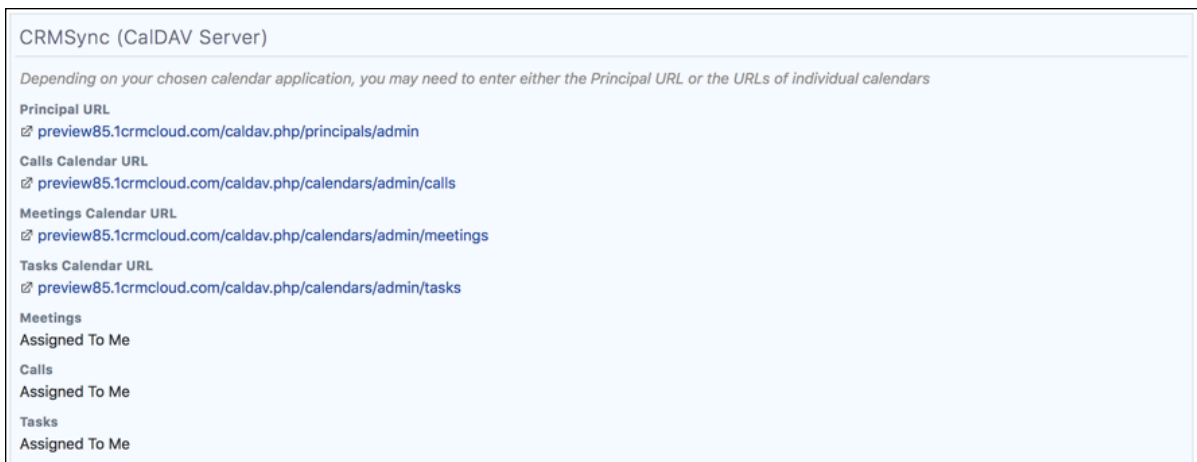 CRMSync (CalDAV Server)
Depending on your chosen calendar application, you may need to enter either the Principal URL or the URLs of individual calendars
Principal URL
preview85.1crmcloud.com/caldav.php/principals/admin
Calls Calendar URL
preview85.1crmcloud.com/caldav.php/calendars/admin/calls
Meetings Calendar URL
preview85.1crmcloud.com/caldav.php/calendars/admin/meetings
Tasks Calendar URL
preview85.1crmcloud.com/caldav.php/calendars/admin/tasks
Meetings
Assigned To Me
Calls
Assigned To Me
Tasks
Assigned To Me